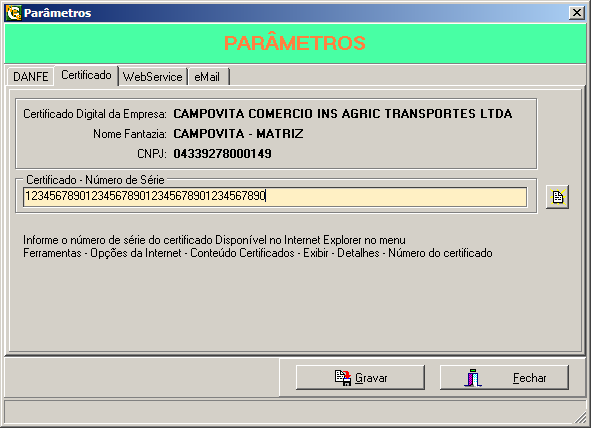 Parâmetros
PARÂMETROS
DANFE Certificado WebService eMail
Certificado Digital da Empresa: CAMPOVITA COMERCIO INS AGRIC TRANSPORTES LTDA
Nome Fantazia: CAMPOVITA - MATRIZ
CNPJ: 04339278000149
Certificado - Número de Série
1234567890123456789012345678901234567890
Informe o número de série do certificado Disponível no Internet Explorer no menu
Ferramentas - Opções da Internet - Conteúdo Certificados - Exibir - Detalhes - Número do certificado
Gravar Fechar